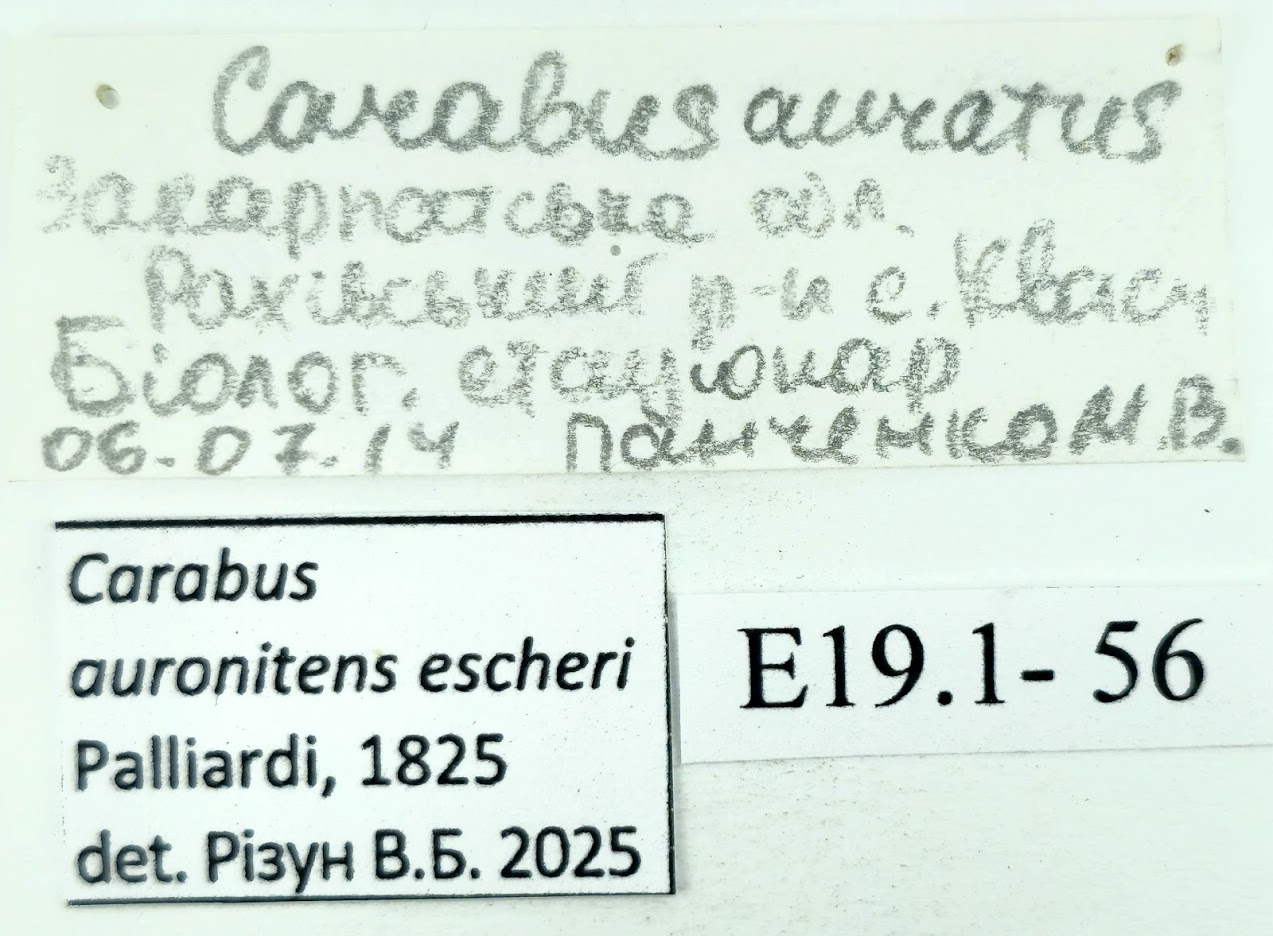 Carabus auratus
Закарпатська обл.
Рахівський р-н с. Кваси
Біолог. стаціонар
06.07.14 Панченко М.В.
Carabus
auronitens escheri
Palliardi, 1825
det. Різун В.Б. 2025
E19.1- 56